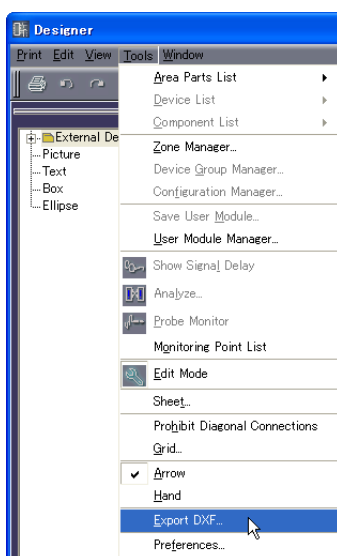 Designer
Print Edit View Tools Window
Area Parts List
Device List
Component List
Zone Manager...
Device Group Manager...
Configuration Manager...
Save User Module...
User Module Manager...
Show Signal Delay
Analyze...
Probe Monitor
Monitoring Point List
Edit Mode
Sheet...
Prohibit Diagonal Connections
Grid...
Arrow
Hand
Export DXF...
Preferences...
External De
Picture
Text
Box
Ellipse